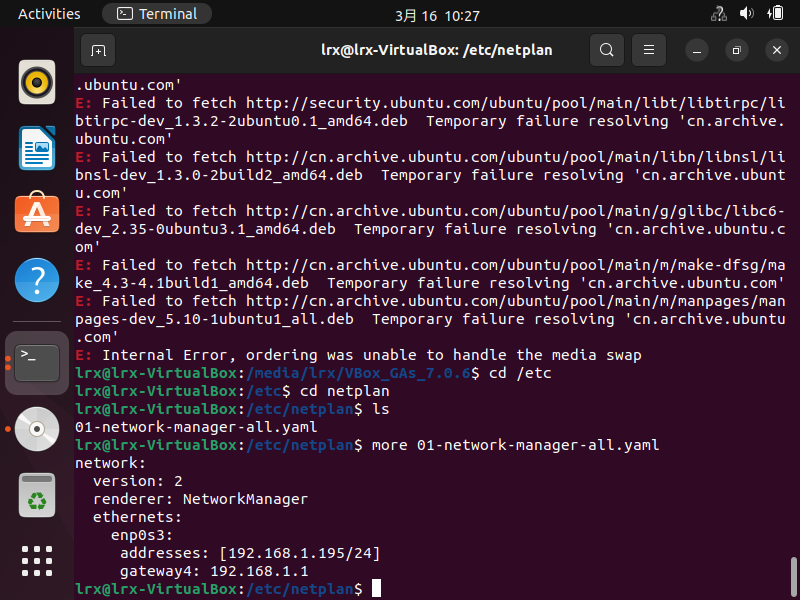 Activities
Terminal
3月 16 10:27
lrx@lrx-VirtualBox: /etc/netplan
.ubuntu.com'
E: Failed to fetch http://security.ubuntu.com/ubuntu/pool/main/libt/libtirpc/li
btirpc-dev_1.3.2-2ubuntu0.1_amd64.deb  Temporary failure resolving 'cn.archive.
ubuntu.com'
E: Failed to fetch http://cn.archive.ubuntu.com/ubuntu/pool/main/libn/libnsl/li
bnsl-dev_1.3.0-2build2_amd64.deb  Temporary failure resolving 'cn.archive.ubunt
u.com'
E: Failed to fetch http://cn.archive.ubuntu.com/ubuntu/pool/main/g/glibc/libc6-
dev_2.35-0ubuntu3.1_amd64.deb  Temporary failure resolving 'cn.archive.ubuntu.c
om'
E: Failed to fetch http://cn.archive.ubuntu.com/ubuntu/pool/main/m/make-dfsg/ma
ke_4.3-4.1build1_amd64.deb  Temporary failure resolving 'cn.archive.ubuntu.com'
E: Failed to fetch http://cn.archive.ubuntu.com/ubuntu/pool/main/m/manpages/man
pages-dev_5.10-1ubuntu1_all.deb  Temporary failure resolving 'cn.archive.ubuntu
.com'
E: Internal Error, ordering was unable to handle the media swap
lrx@lrx-VirtualBox:/media/lrx/VBox_GAs_7.0.6$ cd /etc
lrx@lrx-VirtualBox:/etc$ cd netplan
lrx@lrx-VirtualBox:/etc/netplan$ ls
01-network-manager-all.yaml
lrx@lrx-VirtualBox:/etc/netplan$ more 01-network-manager-all.yaml
network:
  version: 2
  renderer: NetworkManager
  ethernets:
    enp0s3:
     addresses: [192.168.1.195/24]
     gateway4: 192.168.1.1
lrx@lrx-VirtualBox:/etc/netplan$